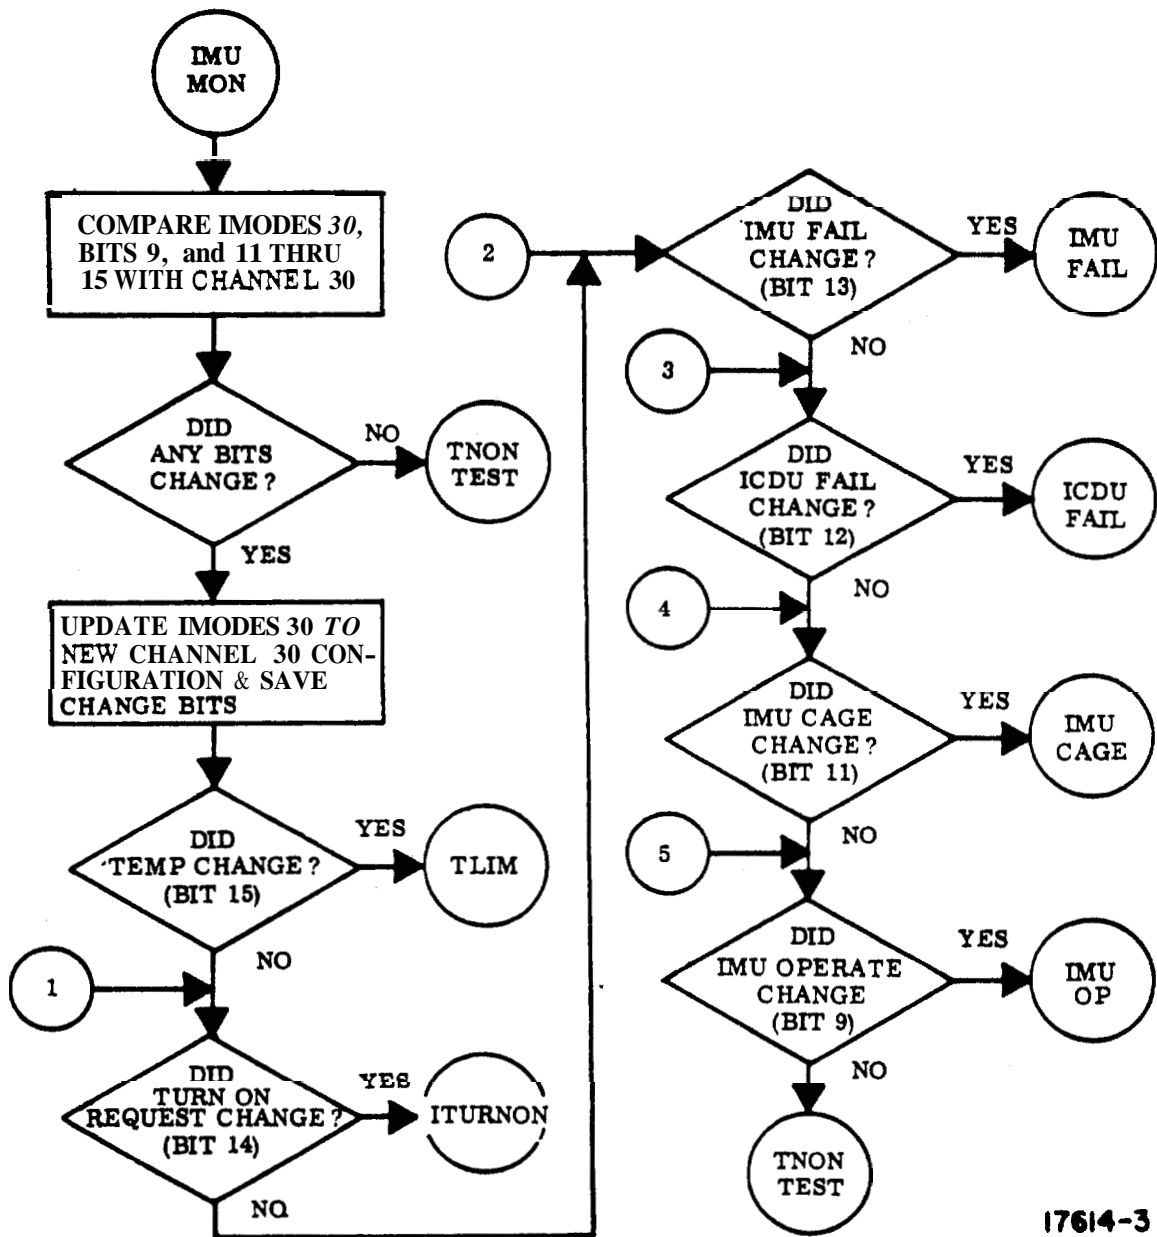 IMU
MON
COMPARE IMODES 30,
BITS 9, and 11 THRU
15 WITH CHANNEL 30
DID
ANY BITS
CHANGE?
NO
TNON
TEST
YES
UPDATE IMODES 30 TO
NEW CHANNEL 30 CON-
FIGURATION & SAVE
CHANGE BITS
DID
TEMP CHANGE?
(BIT 15)
YES
TLIM
NO
1
DID
TURN ON
REQUEST CHANGE?
(BIT 14)
YES
ITURNON
NO
2
DID
IMU FAIL
CHANGE?
(BIT 13)
YES
IMU
FAIL
NO
3
DID
ICDU FAIL
CHANGE?
(BIT 12)
YES
ICDU
FAIL
NO
4
DID
IMU CAGE
CHANGE?
(BIT 11)
YES
IMU
CAGE
NO
5
DID
IMU OPERATE
CHANGE
(BIT 9)
YES
IMU
OP
NO
TNON
TEST
17614-3